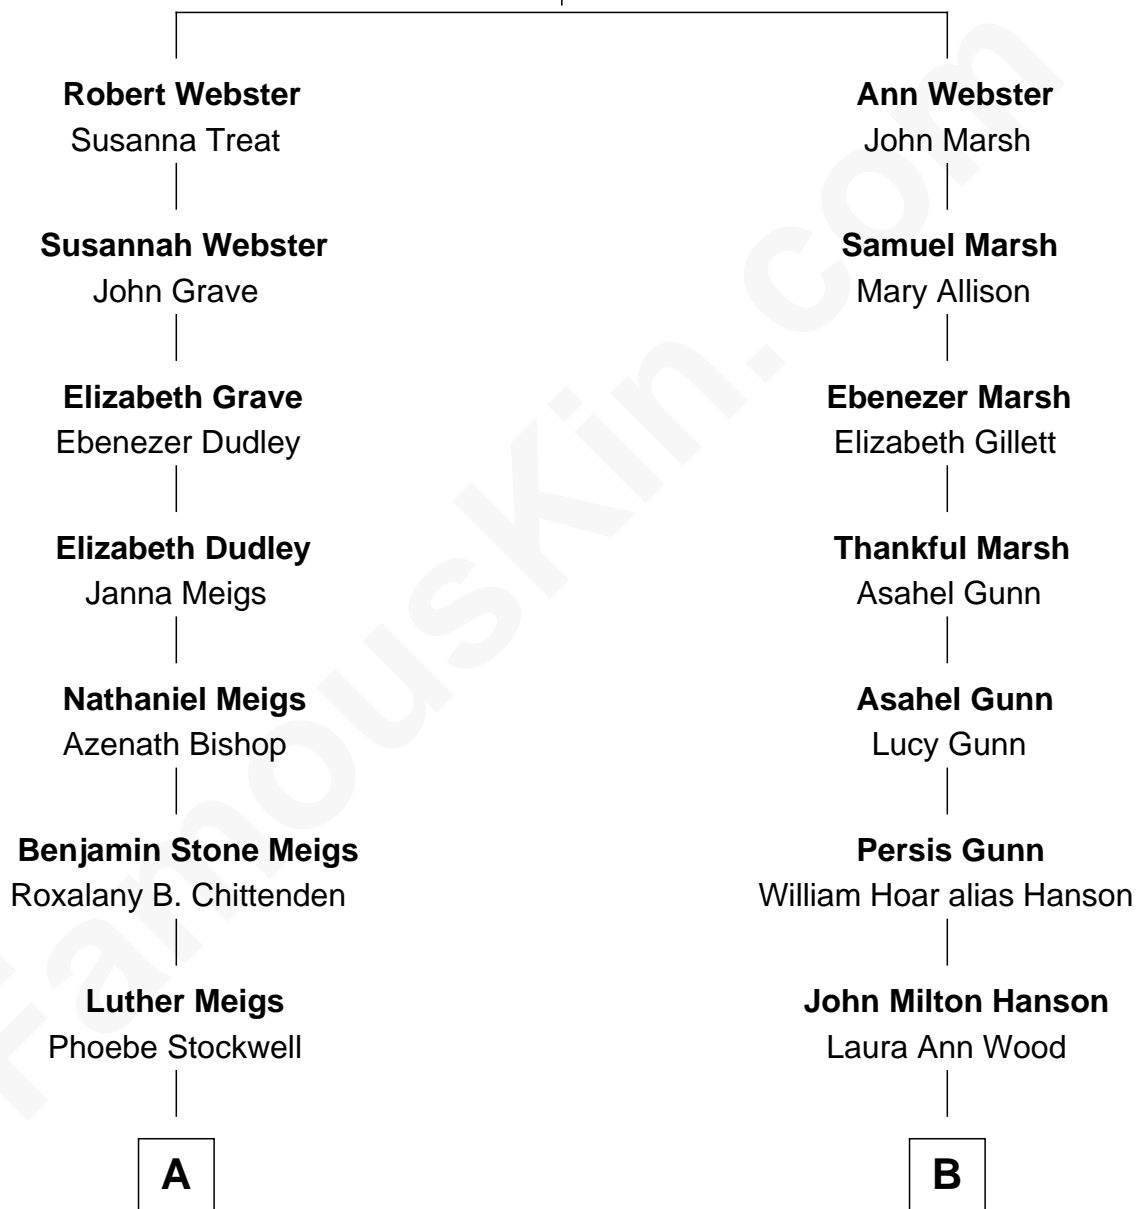 Robert Webster
Susanna Treat
Susannah Webster
John Grave
Elizabeth Grave
Ebenezer Dudley
Elizabeth Dudley
Janna Meigs
Nathaniel Meigs
Azenath Bishop
Benjamin Stone Meigs
Roxalany B. Chittenden
Luther Meigs
Phoebe Stockwell
A
Ann Webster
John Marsh
Samuel Marsh
Mary Allison
Ebenezer Marsh
Elizabeth Gillett
Thankful Marsh
Asahel Gunn
Asahel Gunn
Lucy Gunn
Persis Gunn
William Hoar alias Hanson
John Milton Hanson
Laura Ann Wood
B
FamousKin.com